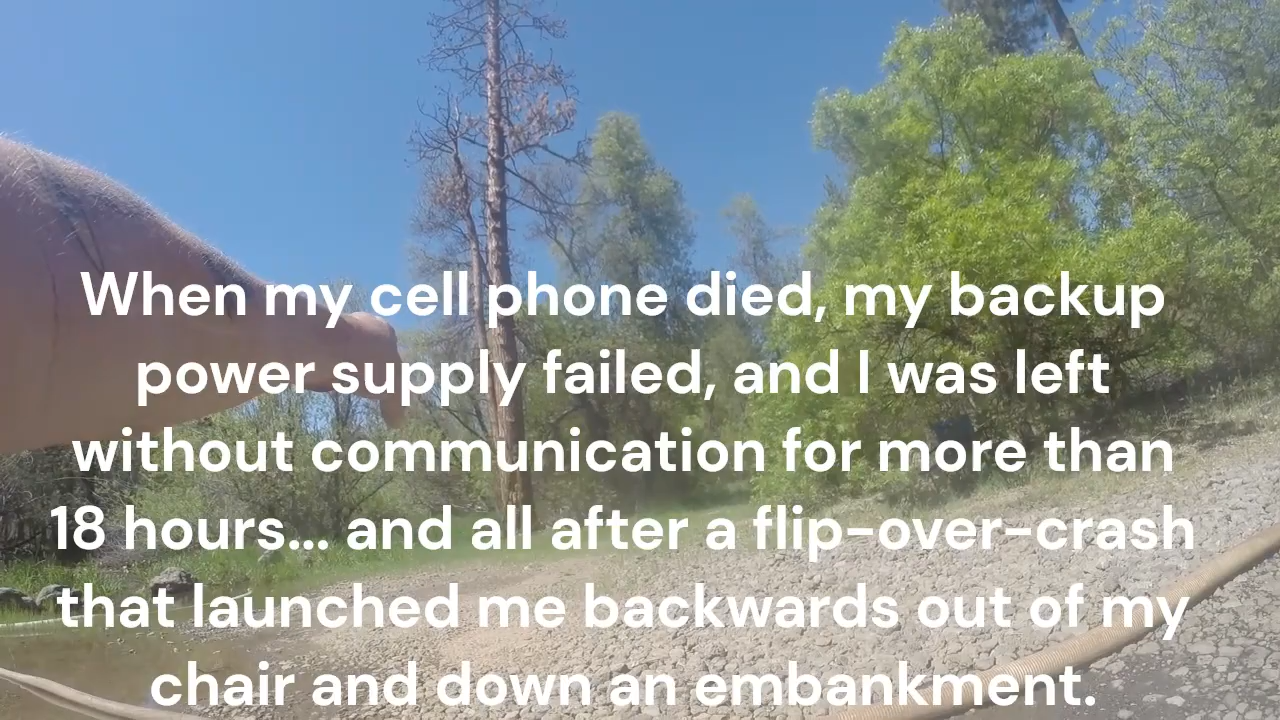 When my cell phone died, my backup
power supply failed, and I was left
without communication for more than
18 hours... and all after a flip-over-crash
that launched me backwards out of my
chair and down an embankment.